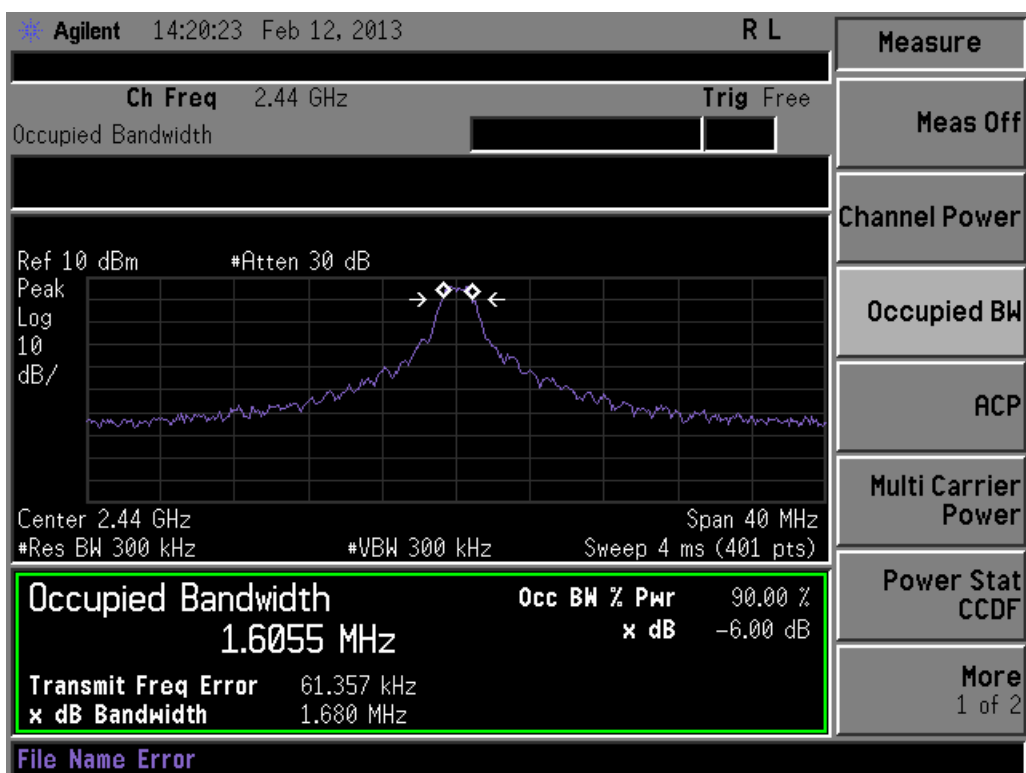 Agilent 14:20:23 Feb 12, 2013 R L
Measure
Ch Freq 2.44 GHz Trig Free
Occupied Bandwidth
Meas Off
Channel Power
Occupied BW
ACP
Multi Carrier
Power
Power Stat
CCDF
More
1 of 2
Ref 10 dBm #Atten 30 dB
Peak
Log
10
dB/
Center 2.44 GHz Span 40 MHz
#Res BW 300 kHz #VBW 300 kHz Sweep 4 ms (401 pts)
Occupied Bandwidth Occ BW % Pwr 90.00 %
1.6055 MHz x dB -6.00 dB
Transmit Freq Error 61.357 kHz
x dB Bandwidth 1.680 MHz
File Name Error